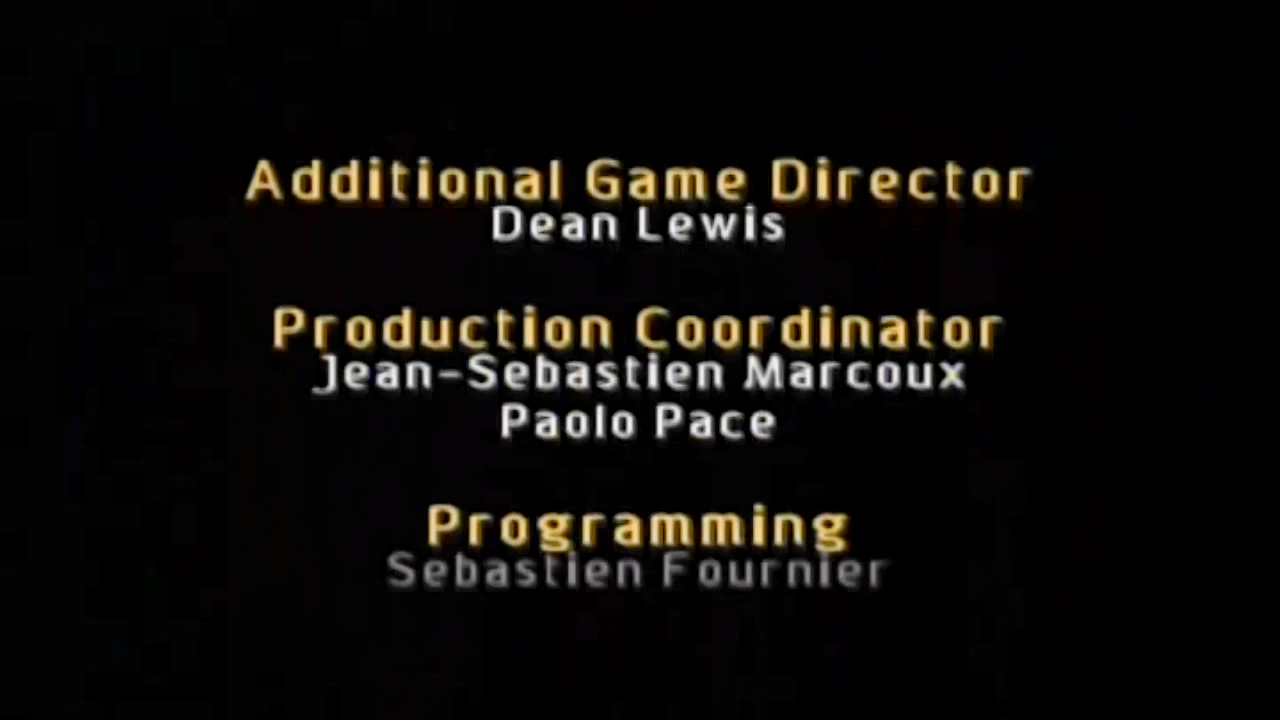 Additional Game Director
Dean Lewis
Production Coordinator
Jean-Sebastien Marcoux
Paolo Pace
Programming
Sebastien Fournier